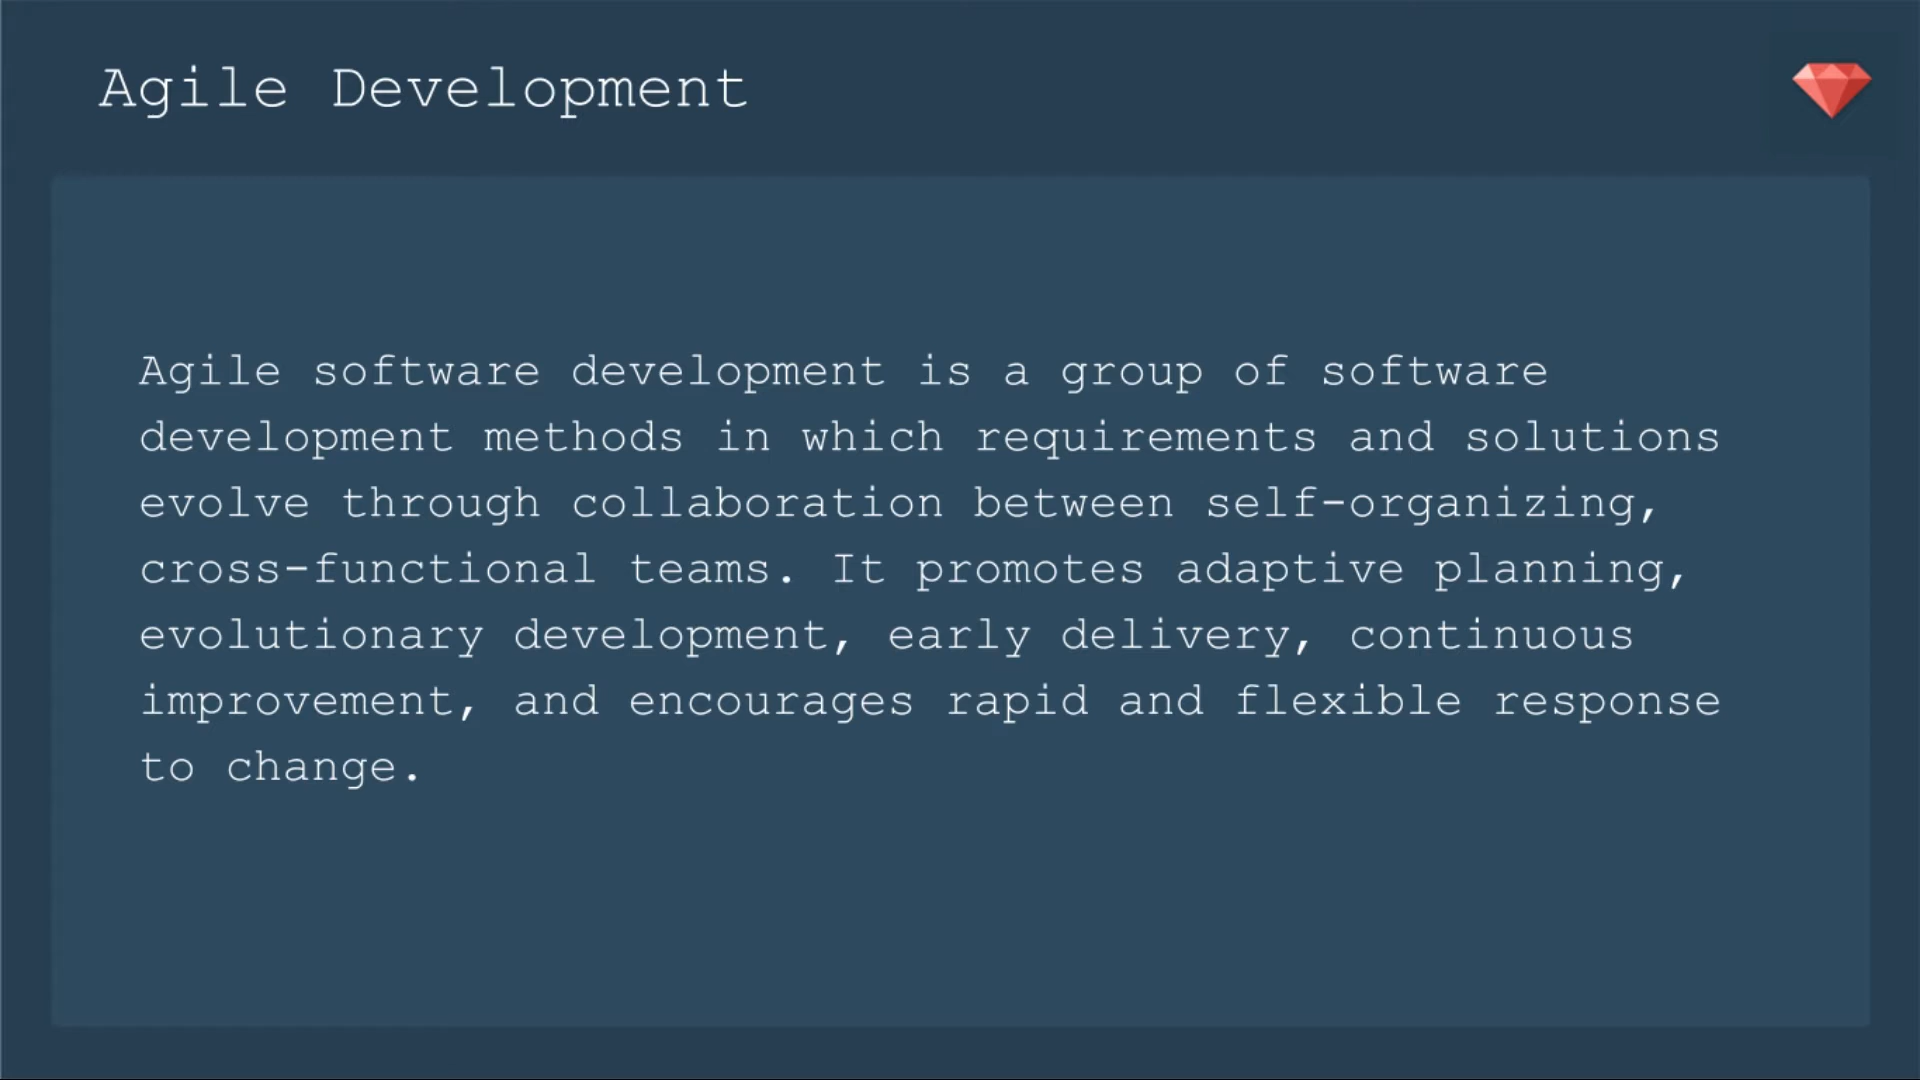 Agile Development
Agile software development is a group of software
development methods in which requirements and solutions
evolve through collaboration between self-organizing,
cross-functional teams. It promotes adaptive planning,
evolutionary development, early delivery, continuous
improvement, and encourages rapid and flexible response
to change.